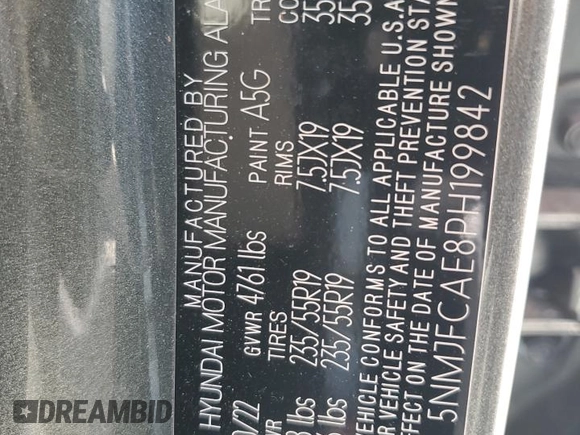 MANUFACTURED BY
HYUNDAI MOTOR MANUFACTURING
GVWR 4761 lbs PAINT A5G
TIRES RIMS
235/55R19 7.5JX19 35
235/55R19 7.5JX19 35
VEHICLE CONFORMS TO ALL APPLICABLE U.S.A
VEHICLE SAFETY AND THEFT PREVENTION
ON THE DATE OF MANUFACTURE SHOWN
5NMJFCAE8PH199842
DREAMBID